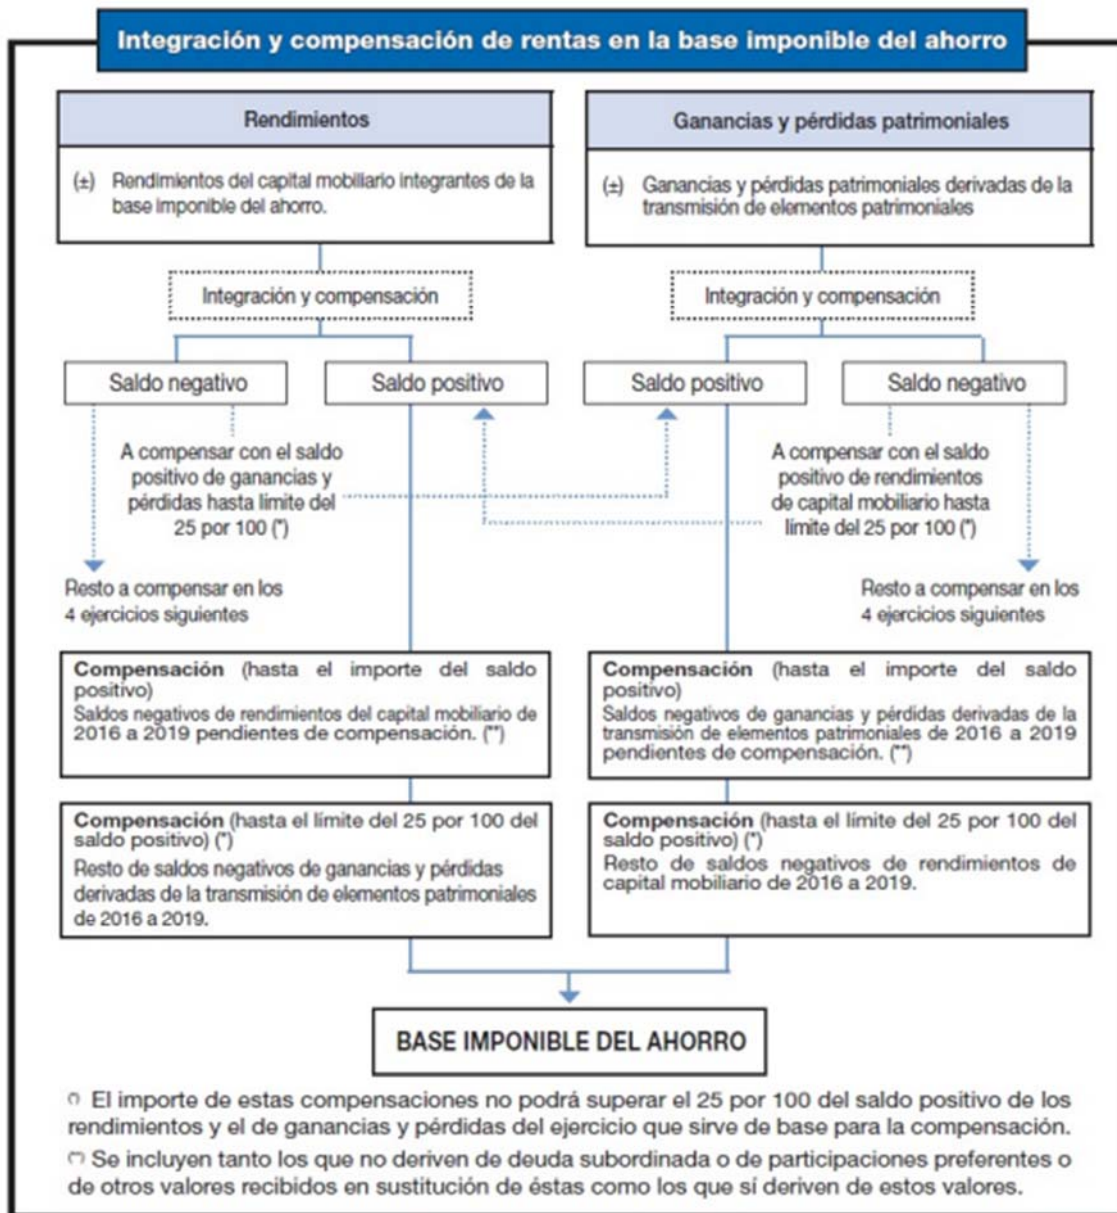 Integración y compensación de rentas en la base imponible del ahorro
Rendimientos
(±) Rendimientos del capital mobiliario integrantes de la
base imponible del ahorro.
Ganancias y pérdidas patrimoniales
(±) Ganancias y pérdidas patrimoniales derivadas de la
transmisión de elementos patrimoniales
Integración y compensación
Integración y compensación
Saldo negativo
Saldo positivo
Saldo positivo
Saldo negativo
A compensar con el saldo
positivo de ganancias y
pérdidas hasta límite del
25 por 100 (*)
A compensar con el saldo
positivo de rendimientos
de capital mobiliario hasta
límite del 25 por 100 (*)
Resto a compensar en los
4 ejercicios siguientes
Resto a compensar en los
4 ejercicios siguientes
Compensación (hasta el importe del saldo
positivo)
Saldos negativos de rendimientos del capital mobiliario de
2016 a 2019 pendientes de compensación. (**)
Compensación (hasta el importe del saldo
positivo)
Saldos negativos de ganancias y pérdidas derivadas de la
transmisión de elementos patrimoniales de 2016 a 2019
pendientes de compensación. (**)
Compensación (hasta el límite del 25 por 100 del
saldo positivo) (*)
Resto de saldos negativos de ganancias y pérdidas
derivadas de la transmisión de elementos patrimoniales
de 2016 a 2019.
Compensación (hasta el límite del 25 por 100 del
saldo positivo) (*)
Resto de saldos negativos de rendimientos de
capital mobiliario de 2016 a 2019.
BASE IMPONIBLE DEL AHORRO
(*) El importe de estas compensaciones no podrá superar el 25 por 100 del saldo positivo de los
rendimientos y el de ganancias y pérdidas del ejercicio que sirve de base para la compensación.
(**) Se incluyen tanto los que no deriven de deuda subordinada o de participaciones preferentes o
de otros valores recibidos en sustitución de éstas como los que sí deriven de estos valores.